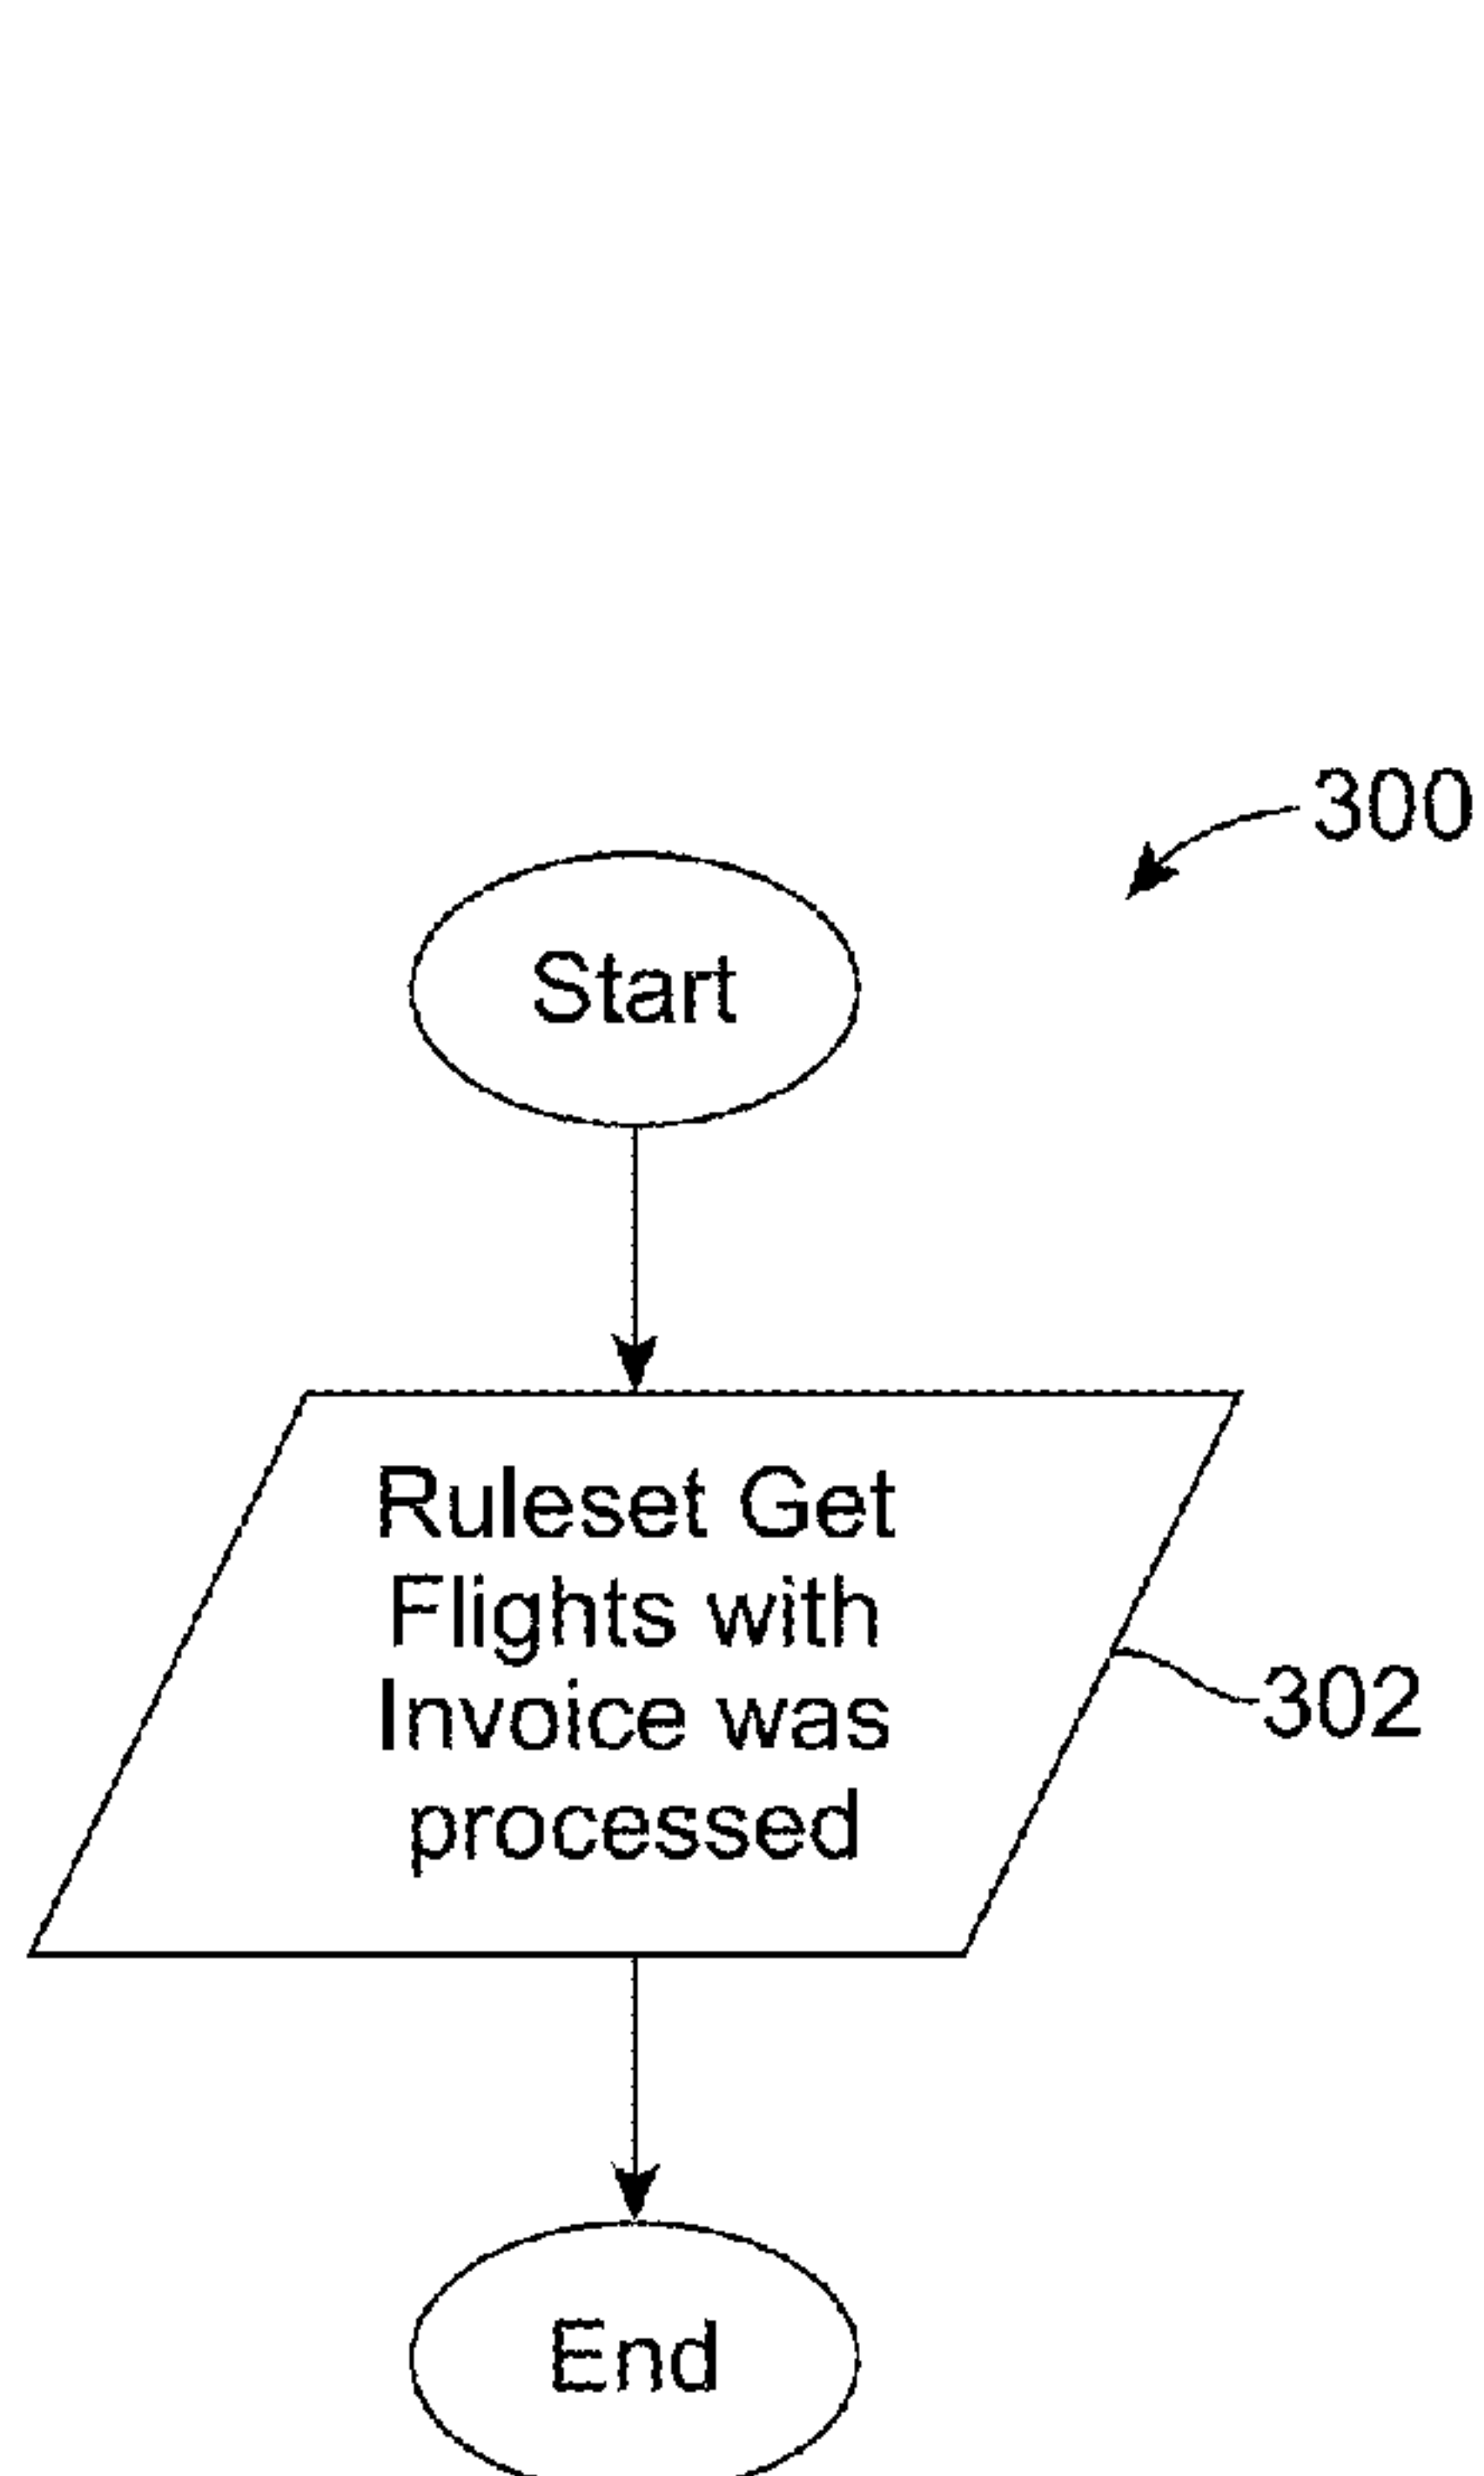 300
Start
Ruleset Get
Flights with
Invoice was
processed
302
End